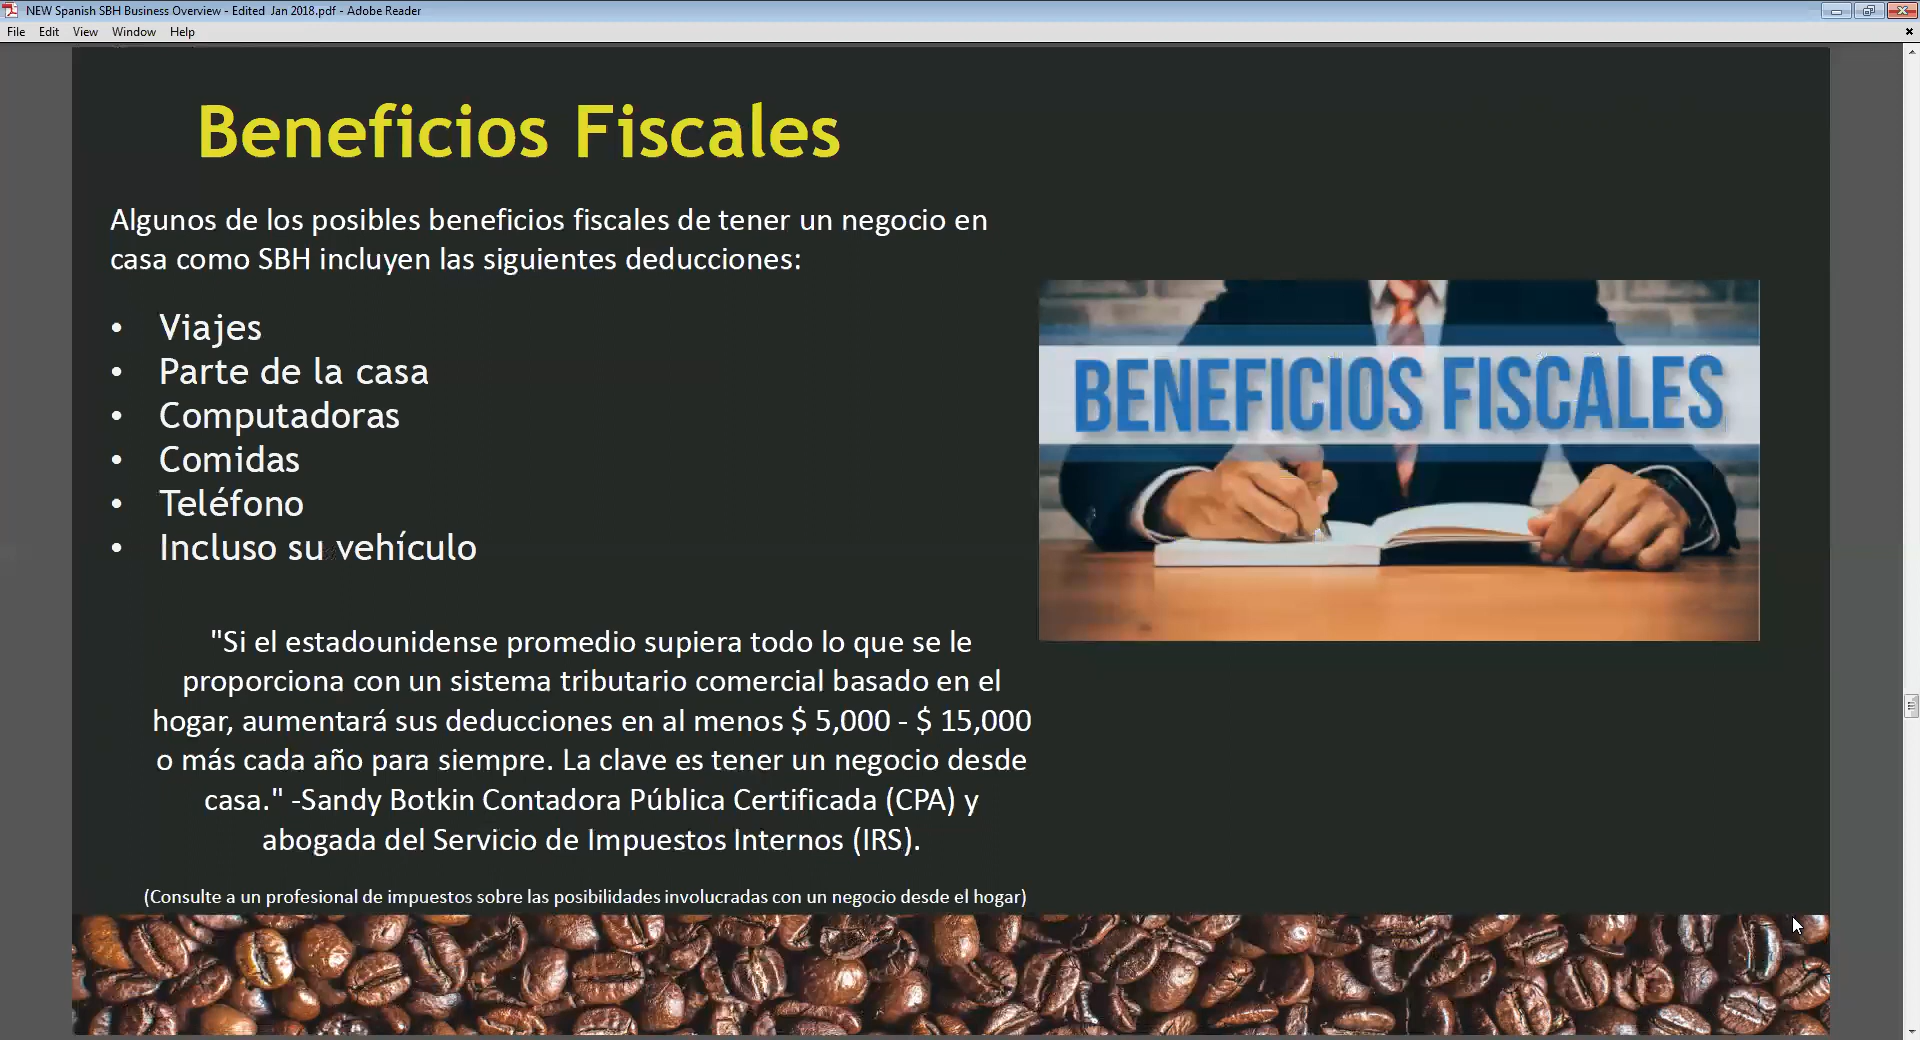 NEW Spanish SBH Business Overview - Edited  Jan 2018.pdf - Adobe Reader
File Edit View Window Help
Beneficios Fiscales
Algunos de los posibles beneficios fiscales de tener un negocio en
casa como SBH incluyen las siguientes deducciones:
• Viajes
• Parte de la casa
• Computadoras
• Comidas
• Teléfono
• Incluso su vehículo
BENEFICIOS FISCALES
"Si el estadounidense promedio supiera todo lo que se le
proporciona con un sistema tributario comercial basado en el
hogar, aumentará sus deducciones en al menos $ 5,000 - $ 15,000
o más cada año para siempre. La clave es tener un negocio desde
casa." -Sandy Botkin Contadora Pública Certificada (CPA) y
abogada del Servicio de Impuestos Internos (IRS).
(Consulte a un profesional de impuestos sobre las posibilidades involucradas con un negocio desde el hogar)